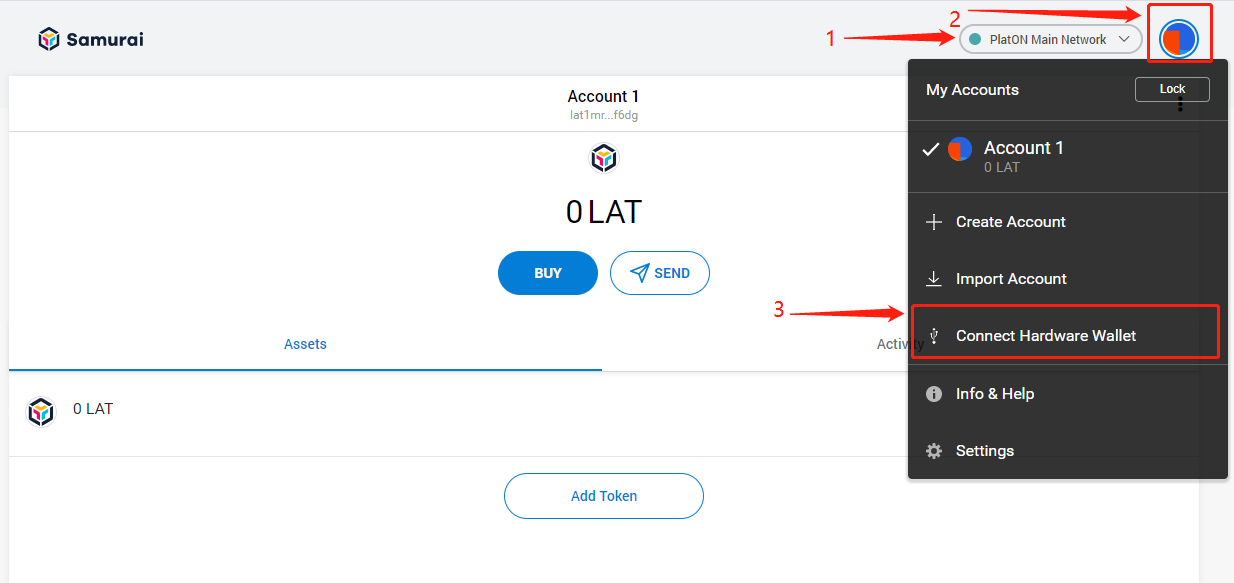 Samurai
1
2
PlatON Main Network
My Accounts
Lock
Account 1
lat1mr...f6dg
Account 1
0 LAT
0 LAT
Create Account
BUY
SEND
Import Account
3
Connect Hardware Wallet
Assets
Activity
Info & Help
0 LAT
Settings
Add Token